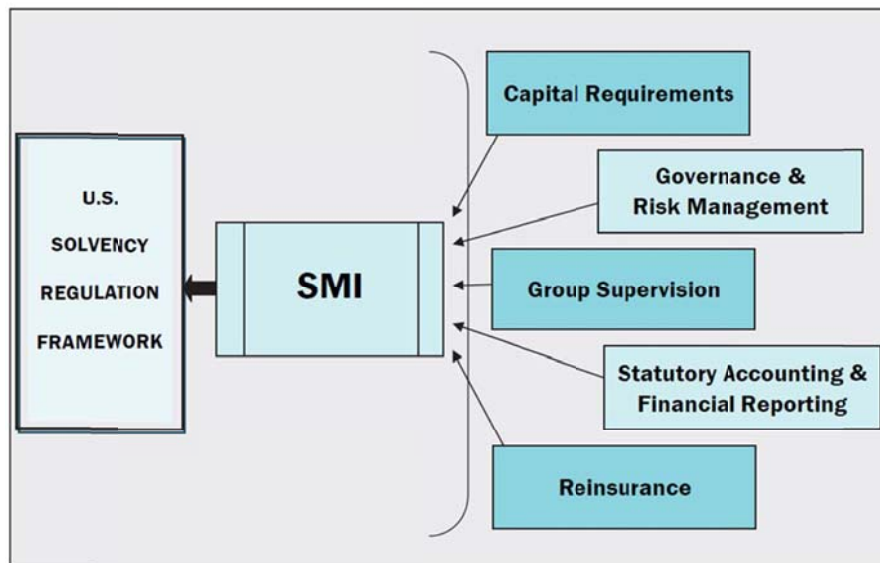 U.S.
SOLVENCY
REGULATION
FRAMEWORK
SMI
Capital Requirements
Governance &
Risk Management
Group Supervision
Statutory Accounting &
Financial Reporting
Reinsurance